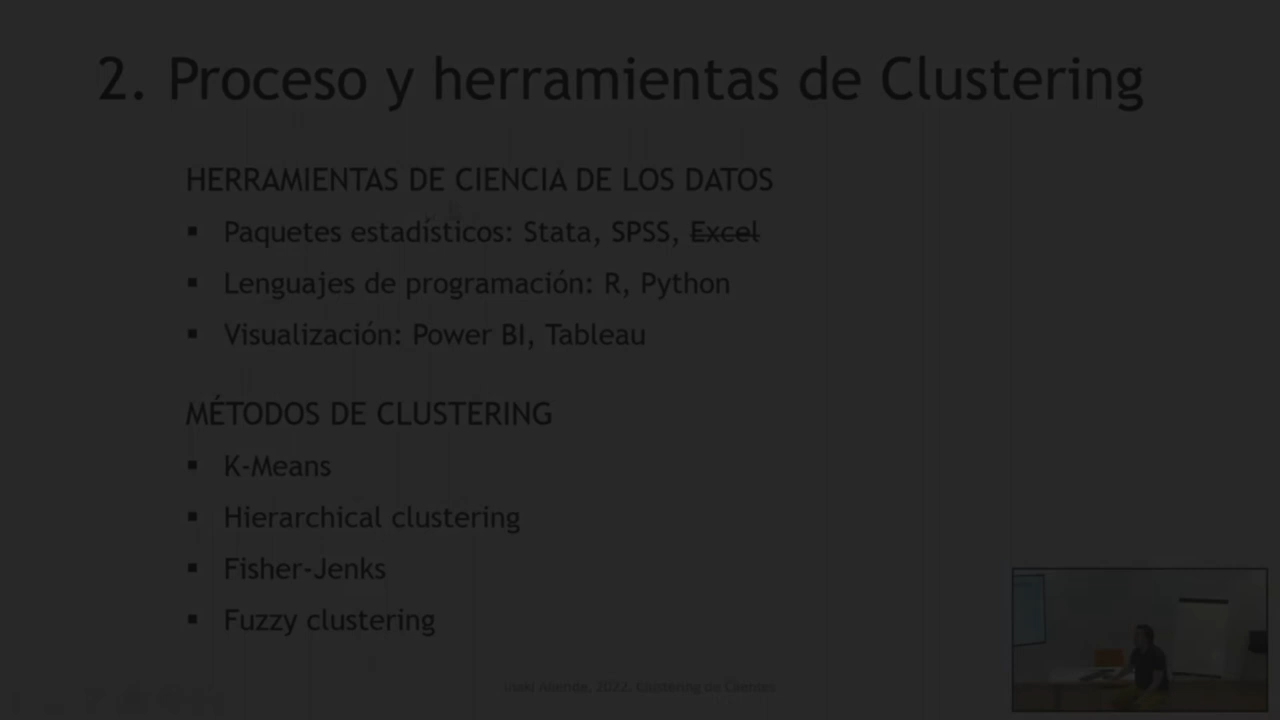 2. Proceso y herramientas de Clustering
HERRAMIENTAS DE CIENCIA DE LOS DATOS
▪ Paquetes estadísticos: Stata, SPSS, Excel
▪ Lenguajes de programación: R, Python
▪ Visualización: Power BI, Tableau
MÉTODOS DE CLUSTERING
▪ K-Means
▪ Hierarchical clustering
▪ Fisher-Jenks
▪ Fuzzy clustering
Iñaki Allende, 2022, Clustering de Clientes